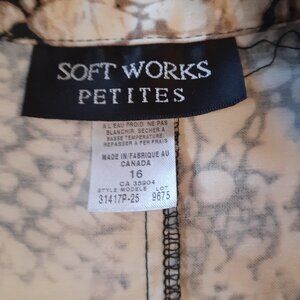 SOFT WORKS
PETITES
A L'EAU FROID. NE PAS
BLANCHIR. SECHER A
BASSE TEMPERATURE.
REPASSER A FER FRAIS
MADE IN/FABRIQUE AU
CANADA
16
CA 35904
STYLE MODELE LOT
31417P-25 9675